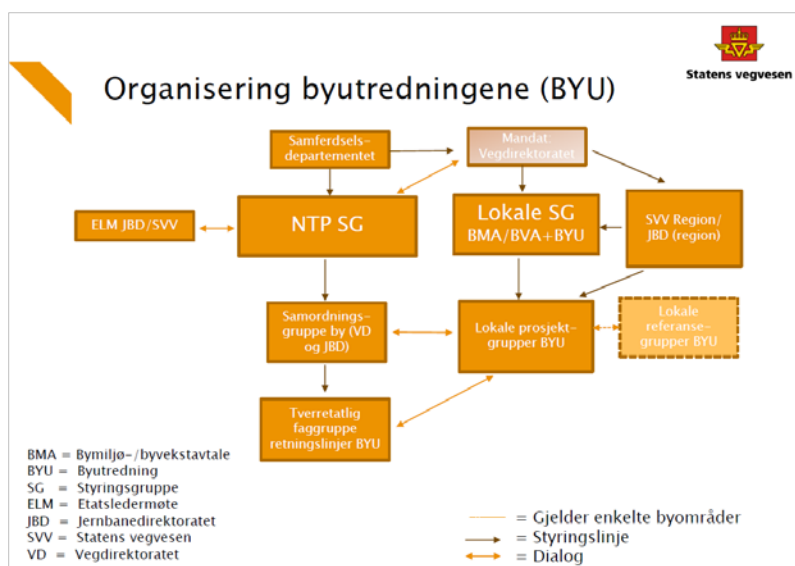 Statens vegvesen
Organisering byutredningene (BYU)
Samferdsels-
departementet
Mandat
Vegdirektoratet
ELM JBD/SVV
NTP SG
Lokale SG
BMA/BVA+BYU
SVV Region/
JBD (region)
Samordnings-
gruppe by (VD
og JBD)
Lokale prosjekt-
grupper BYU
Lokale
referanse-
grupper BYU
Tverretatlig
faggruppe
retningslinjer BYU
BMA = Bymiljø-/byvekstavtale
BYU = Byutredning
SG = Styringsgruppe
ELM = Etatsledermøte
JBD = Jernbanedirektoratet
SVV = Statens vegvesen
VD = Vegdirektoratet
= Gjelder enkelte byområder
= Styringslinje
= Dialog